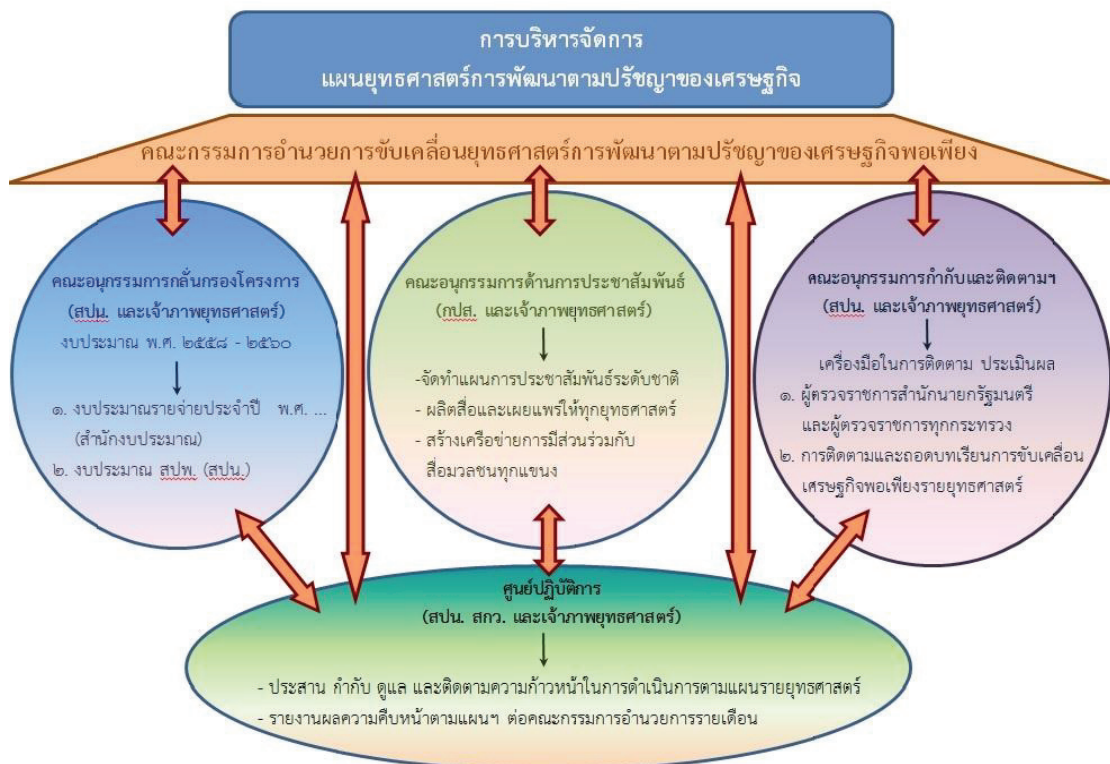 การบริหารจัดการ
แผนยุทธศาสตร์การพัฒนาตามปรัชญาของเศรษฐกิจ
คณะกรรมการอำนวยการขับเคลื่อนยุทธศาสตร์การพัฒนาตามปรัชญาของเศรษฐกิจพอเพียง
คณะอนุกรรมการกลั่นกรองโครงการ
(สปน. และเจ้าภาพยุทธศาสตร์)
งบประมาณ พ.ศ. ๒๕๕๘ - ๒๕๖๐
๑. งบประมาณรายจ่ายประจำปี พ.ศ. ...
(สำนักงบประมาณ)
๒. งบประมาณ สปพ. (สปน.)
คณะอนุกรรมการด้านการประชาสัมพันธ์
(กปส. และเจ้าภาพยุทธศาสตร์)
-จัดทำแผนการประชาสัมพันธ์ระดับชาติ
- ผลิตสื่อและเผยแพร่ให้ทุกยุทธศาสตร์
- สร้างเครือข่ายการมีส่วนร่วมกับ
สื่อมวลชนทุกแขนง
คณะอนุกรรมการกำกับและติดตามฯ
(สปน. และเจ้าภาพยุทธศาสตร์)
เครื่องมือในการติดตาม ประเมินผล
๑. ผู้ตรวจราชการสำนักนายกรัฐมนตรี
และผู้ตรวจราชการทุกกระทรวง
๒. การติดตามและถอดบทเรียนการขับเคลื่อน
เศรษฐกิจพอเพียงรายยุทธศาสตร์
ศูนย์ปฏิบัติการ
(สปน. สกว. และเจ้าภาพยุทธศาสตร์)
- ประสาน กำกับ ดูแล และติดตามความก้าวหน้าในการดำเนินการตามแผนรายยุทธศาสตร์
- รายงานผลความคืบหน้าตามแผนฯ ต่อคณะกรรมการอำนวยการรายเดือน